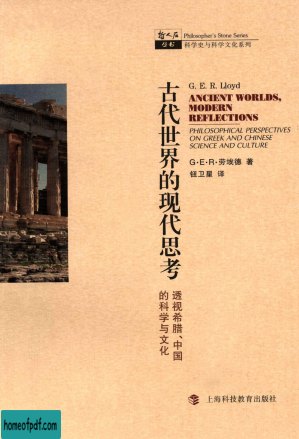 哲人石
丛书
Philosopher's Stone Series
科学史与科学文化系列
G. E. R. Lloyd
ANCIENT WORLDS,
MODERN
REFLECTIONS
PHILOSOPHICAL PERSPECTIVES
ON GREEK AND CHINESE
SCIENCE AND CULTURE
G·E·R·劳埃德 著
钮卫星 译
古代世界的现代思考
透视希腊、中国
的科学与文化
上海科技教育出版社
homeofpdf.com